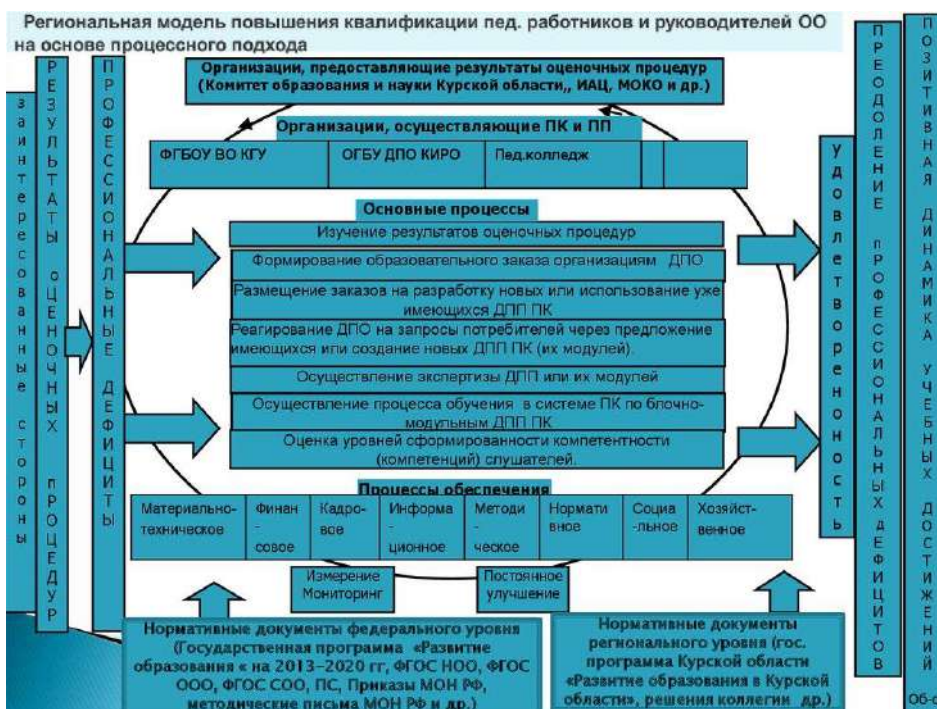 Региональная модель повышения квалификации пед. работников и руководителей ОО
на основе процессного подхода
заинтересованные стороны
РЕЗУЛЬТАТЫ ОЦЕНОЧНЫХ ПРОЦЕДУР
ПРОФЕССИОНАЛЬНЫЕ ДЕФИЦИТЫ
Организации, предоставляющие результаты оценочных процедур
(Комитет образования и науки Курской области,, ИАЦ, МОКО и др.)
Организации, осуществляющие ПК и ПП
ФГБОУ ВО КГУ
ОГБУ ДПО КИРО
Пед.колледж
Основные процессы
Изучение результатов оценочных процедур
Формирование образовательного заказа организациям ДПО
Размещение заказов на разработку новых или использование уже
имеющихся ДПП ПК
Реагирование ДПО на запросы потребителей через предложение
имеющихся или создание новых ДПП ПК (их модулей).
Осуществление экспертизы ДПП или их модулей
Осуществление процесса обучения в системе ПК по блочно-
модульным ДПП ПК
Оценка уровней сформированности компетентности
(компетенций) слушателей.
Процессы обеспечения
Материально-
техническое
Финан
-
совое
Кадро-
вое
Информа
-
ционное
Методи
-
ческое
Нормати
вное
Социа
-льное
Хозяйст-
венное
Измерение
Мониторинг
Постоянное
улучшение
Нормативные документы федерального уровня
(Государственная программа «Развитие
образования « на 2013-2020 гг, ФГОС НОО, ФГОС
ООО, ФГОС СОО, ПС, Приказы МОН РФ,
методические письма МОН РФ и др.)
Нормативные документы
регионального уровня (гос.
программа Курской области
«Развитие образования в Курской
области», решения коллегии др.)
удовлетворенность
ПРЕОДОЛЕНИЕ ПРОФЕССИОНАЛЬНЫХ ДЕФИЦИТОВ
ПОЗИТИВНАЯ ДИНАМИКА УЧЕБНЫХ ДОСТИЖЕНИЙ